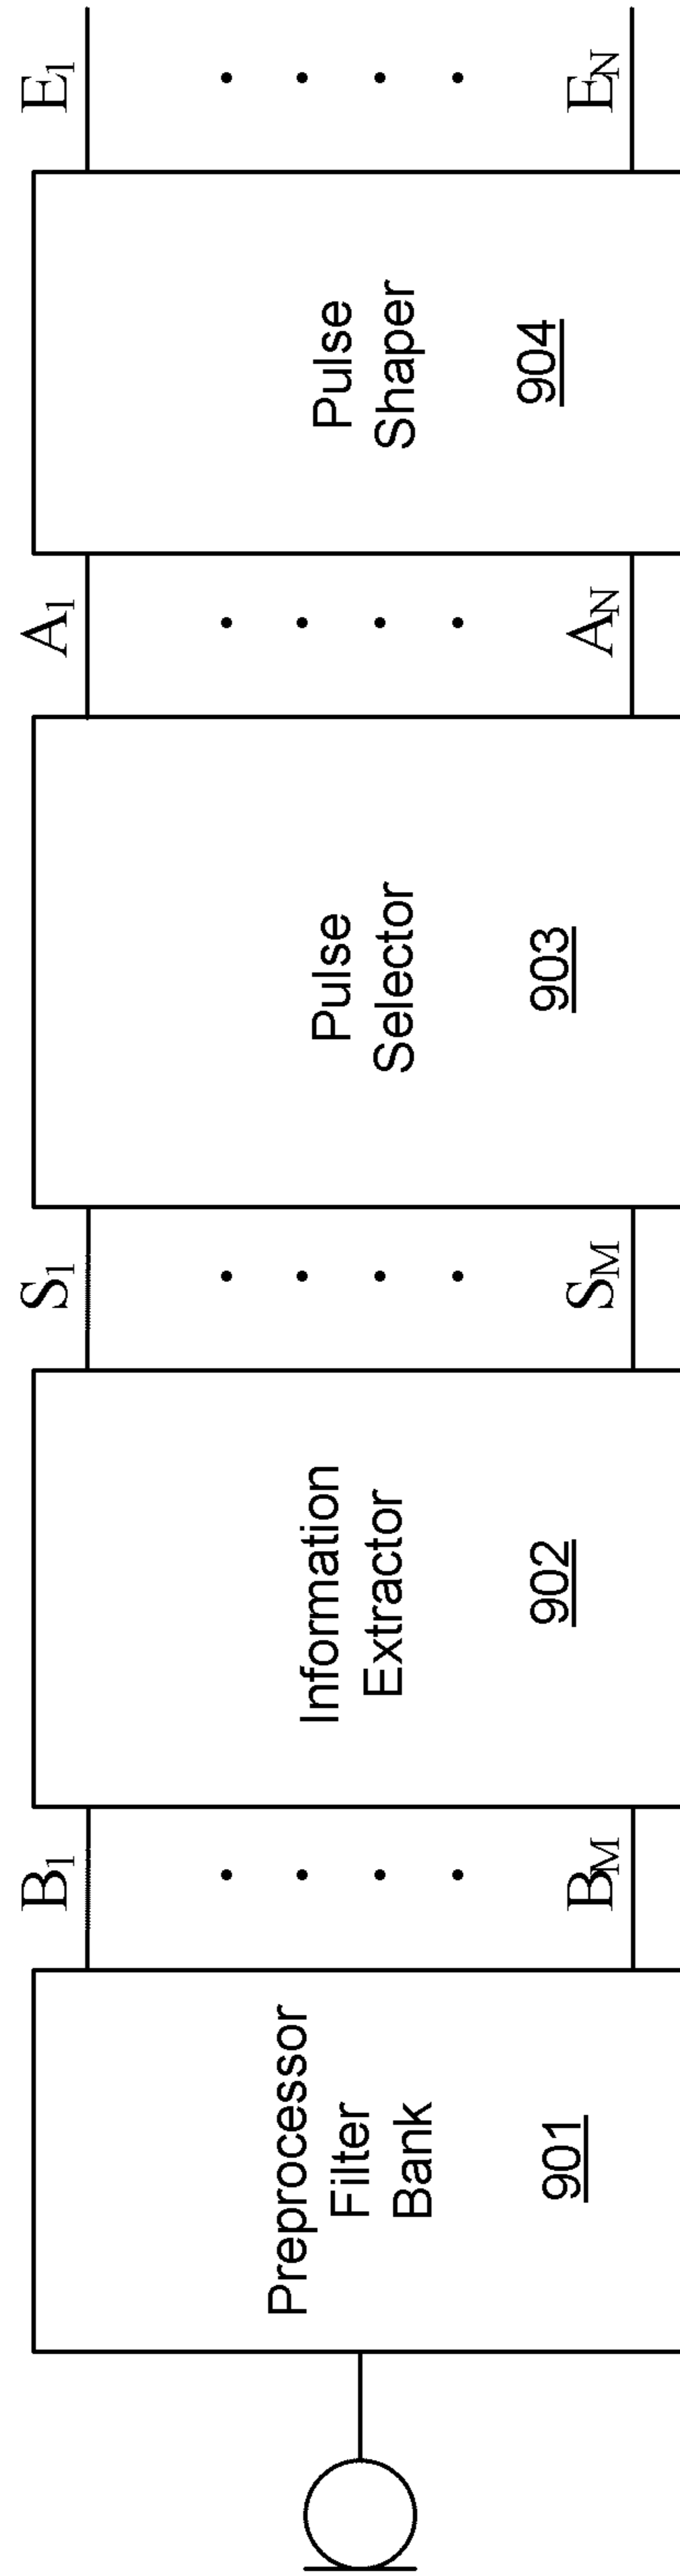 B1
S1
A1
E1
Preprocessor
Filter
Bank
901
Information
Extractor
902
Pulse
Selector
903
Pulse
Shaper
904
BM
SM
AN
EN